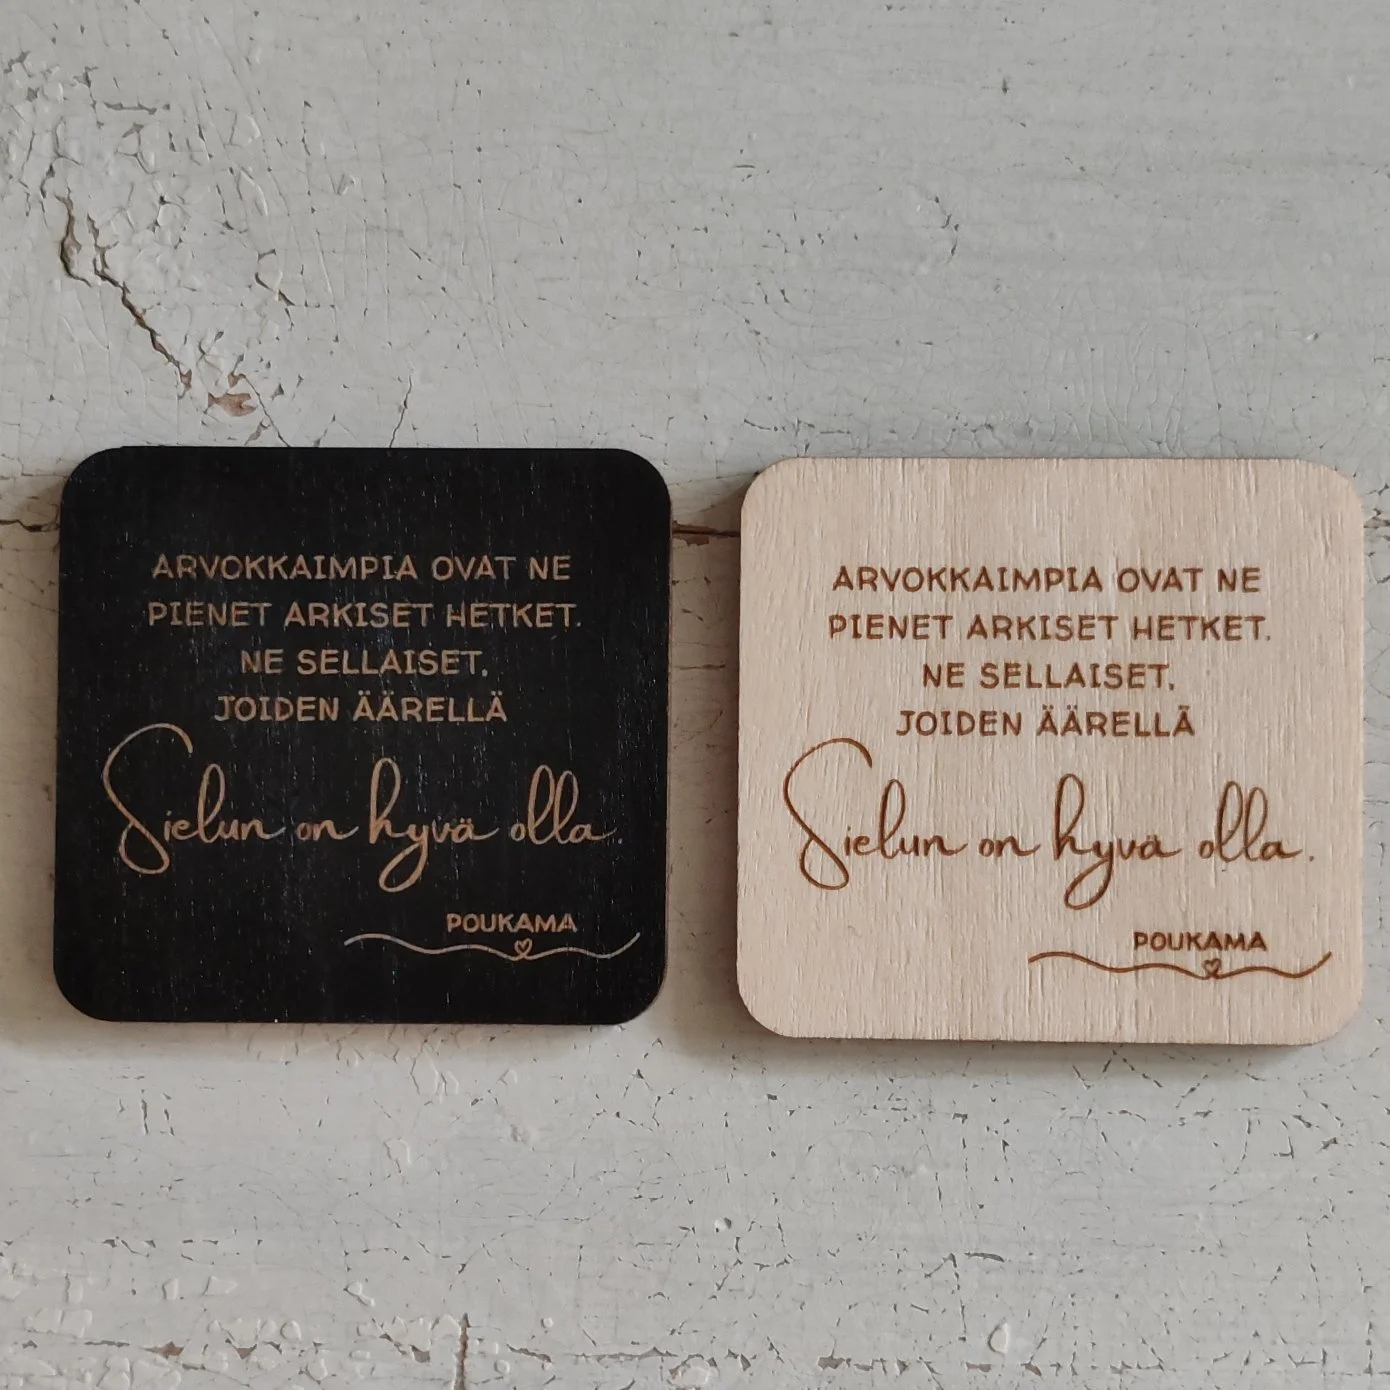 ARVOKKAIMPIA OVAT NE
PIENET ARKISET HETKET.
NE SELLAISET,
JOIDEN ÄÄRELLÄ
Sielun on hyvä olla.
POUKAMA
ARVOKKAIMPIA OVAT NE
PIENET ARKISET HETKET.
NE SELLAISET,
JOIDEN ÄÄRELLÄ
Sielun on hyvä olla.
POUKAMA